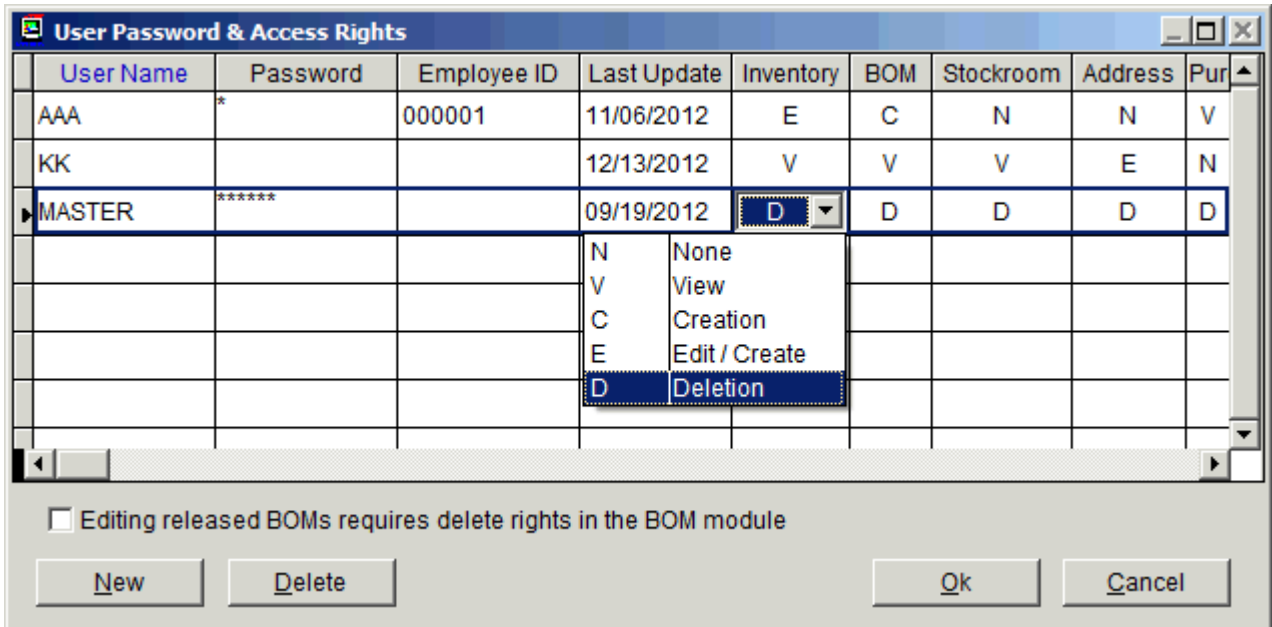 User Password & Access Rights
User Name Password Employee ID Last Update Inventory BOM Stockroom Address Pur
AAA * 000001 11/06/2012 E C N N V
KK 12/13/2012 V V V E N
MASTER ****** 09/19/2012 D D D D D
N None
V View
C Creation
E Edit / Create
D Deletion
Editing released BOMs requires delete rights in the BOM module
New Delete Ok Cancel